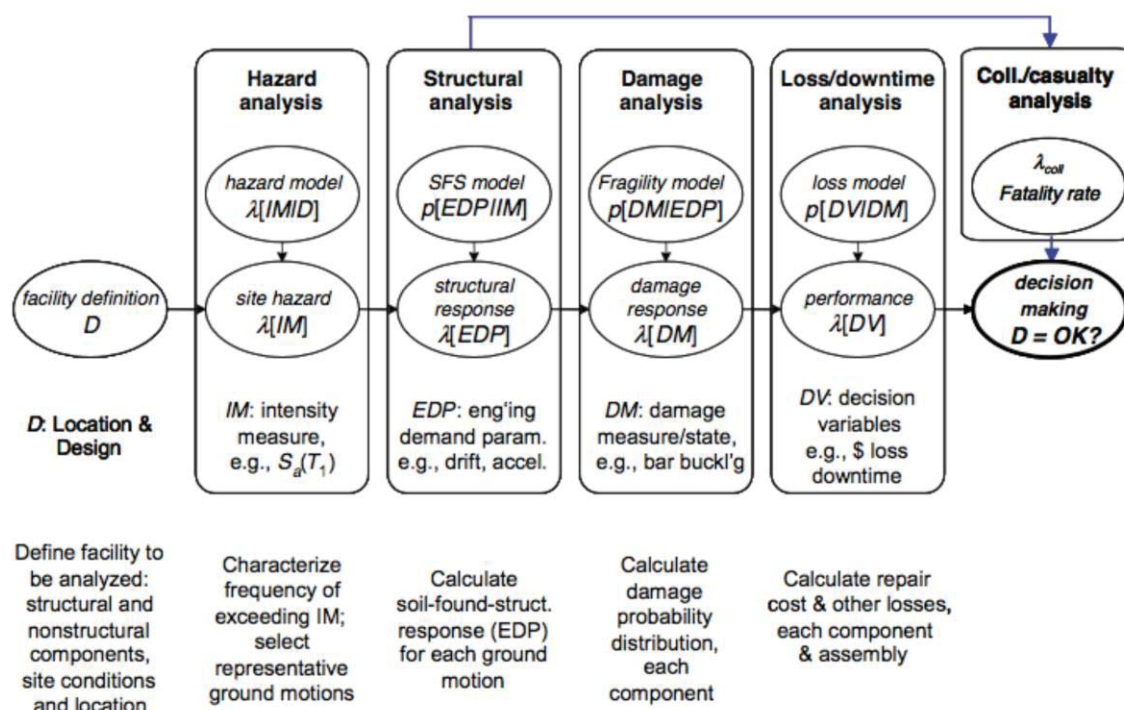 Hazard
analysis
Structural
analysis
Damage
analysis
Loss/downtime
analysis
Coll./casualty
analysis
hazard model
λ[IM|D]
SFS model
p[EDP|IM]
Fragility model
p[DM|EDP]
loss model
p[DV|DM]
λcoll
Fatality rate
facility definition
D
site hazard
λ[IM]
structural
response
λ[EDP]
damage
response
λ[DM]
performance
λ[DV]
decision
making
D = OK?
D: Location &
Design
IM: intensity
measure,
e.g., Sa(T1)
EDP: eng'ing
demand param.
e.g., drift, accel.
DM: damage
measure/state,
e.g., bar buckl'g
DV: decision
variables
e.g., $ loss
downtime
Define facility to
be analyzed:
structural and
nonstructural
components,
site conditions
and location
Characterize
frequency of
exceeding IM;
select
representative
ground motions
Calculate
soil-found-struct.
response (EDP)
for each ground
motion
Calculate
damage
probability
distribution,
each
component
Calculate repair
cost & other losses,
each component
& assembly